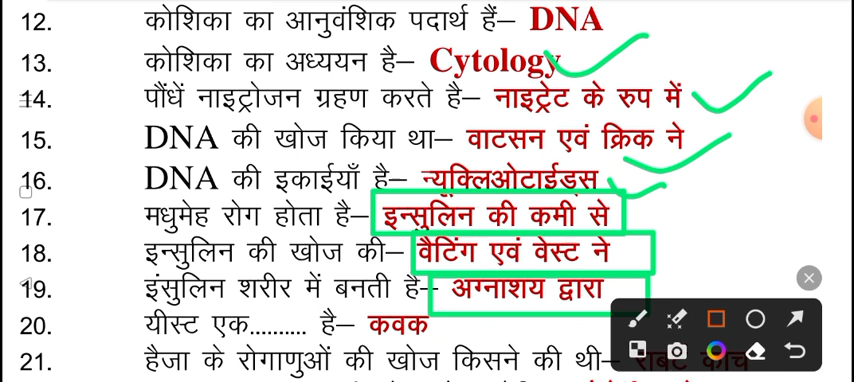 12. कोशिका का आनुवंशिक पदार्थ हैं– DNA
13. कोशिका का अध्ययन है– Cytology
14. पौंधें नाइट्रोजन ग्रहण करते है– नाइट्रेट के रुप में
15. DNA की खोज किया था– वाटसन एवं क्रिक ने
16. DNA की इकाईयाँ है– न्यूक्लिओटाईडस
17. मधुमेह रोग होता है– इन्सुलिन की कमी से
18. इन्सुलिन की खोज की– वैटिंग एवं वेस्ट ने
19. इंसुलिन शरीर में बनती है– अग्नाशय द्वारा
20. यीस्ट एक.......... है– कवक
21. हैजा के रोगाणुओं की खोज किसने की थी–